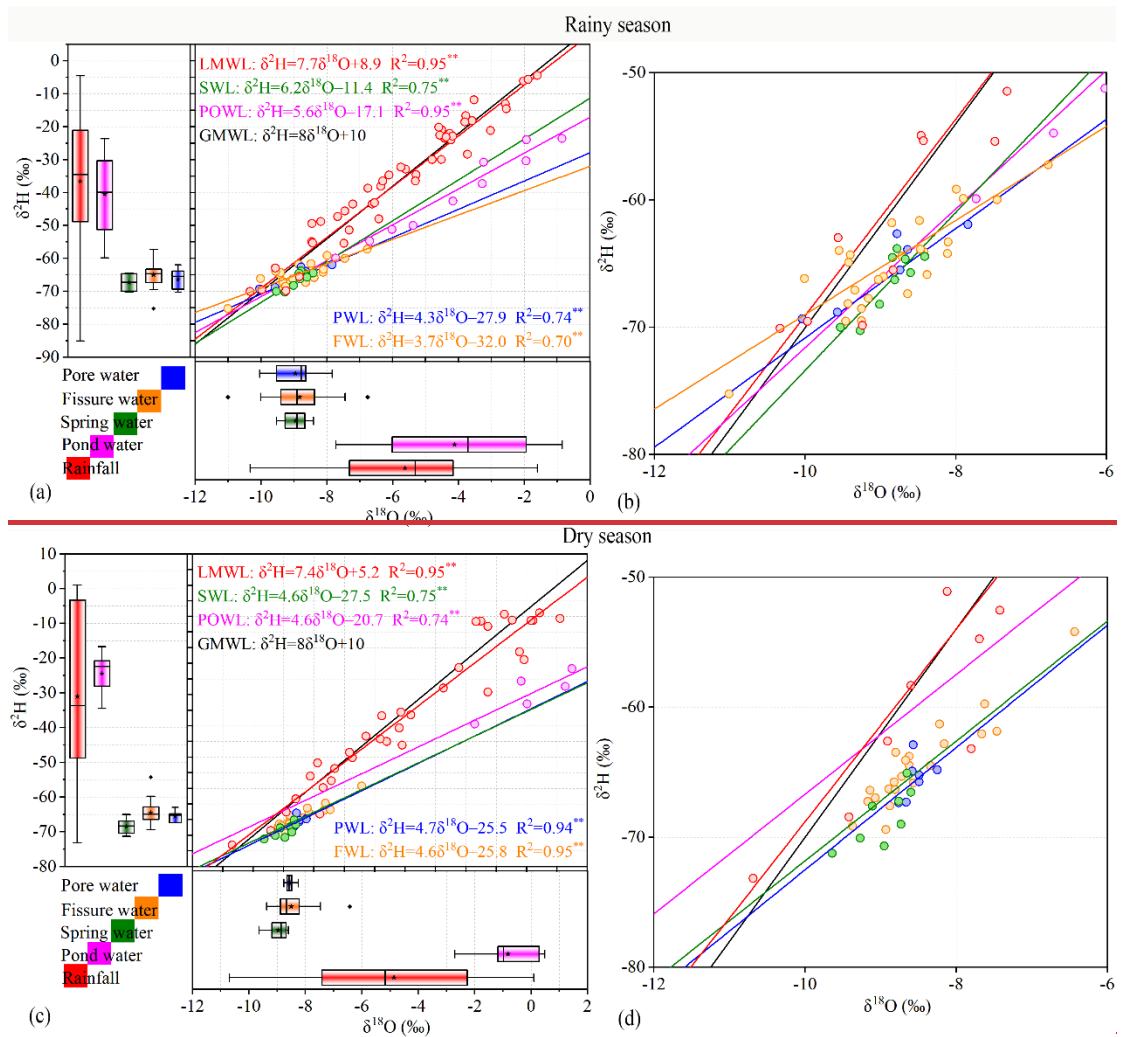 Rainy season
0
-10
-20
-30
-40
-50
-60
-70
-80
-90
δ²H (‰)
LMWL: δ²H=7.7δ¹⁸O+8.9 R²=0.95**
SWL: δ²H=6.2δ¹⁸O–11.4 R²=0.75**
POWL: δ²H=5.6δ¹⁸O–17.1 R²=0.95**
GMWL: δ²H=8δ¹⁸O+10
PWL: δ²H=4.3δ¹⁸O–27.9 R²=0.74**
FWL: δ²H=3.7δ¹⁸O–32.0 R²=0.70**
Pore water
Fissure water
Spring water
Pond water
Rainfall
-12 -10 -8 -6 -4 -2 0
δ¹⁸O (‰)
(a)
-50
-60
-70
-80
δ²H (‰)
-12 -10 -8 -6
δ¹⁸O (‰)
(b)
Dry season
10
0
-10
-20
-30
-40
-50
-60
-70
-80
δ²H (‰)
LMWL: δ²H=7.4δ¹⁸O+5.2 R²=0.95**
SWL: δ²H=4.6δ¹⁸O–27.5 R²=0.75**
POWL: δ²H=4.6δ¹⁸O–20.7 R²=0.74**
GMWL: δ²H=8δ¹⁸O+10
PWL: δ²H=4.7δ¹⁸O–25.5 R²=0.94**
FWL: δ²H=4.6δ¹⁸O–25.8 R²=0.95**
Pore water
Fissure water
Spring water
Pond water
Rainfall
-12 -10 -8 -6 -4 -2 0 2
δ¹⁸O (‰)
(c)
-50
-60
-70
-80
δ²H (‰)
-12 -10 -8 -6
δ¹⁸O (‰)
(d)